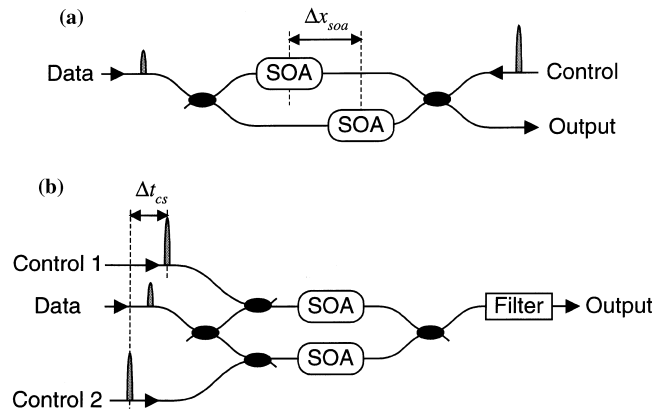 (a)
Δx_soa
Data
SOA
Control
SOA
Output
(b)
Δt_cs
Control 1
Data
SOA
Filter
Output
SOA
Control 2